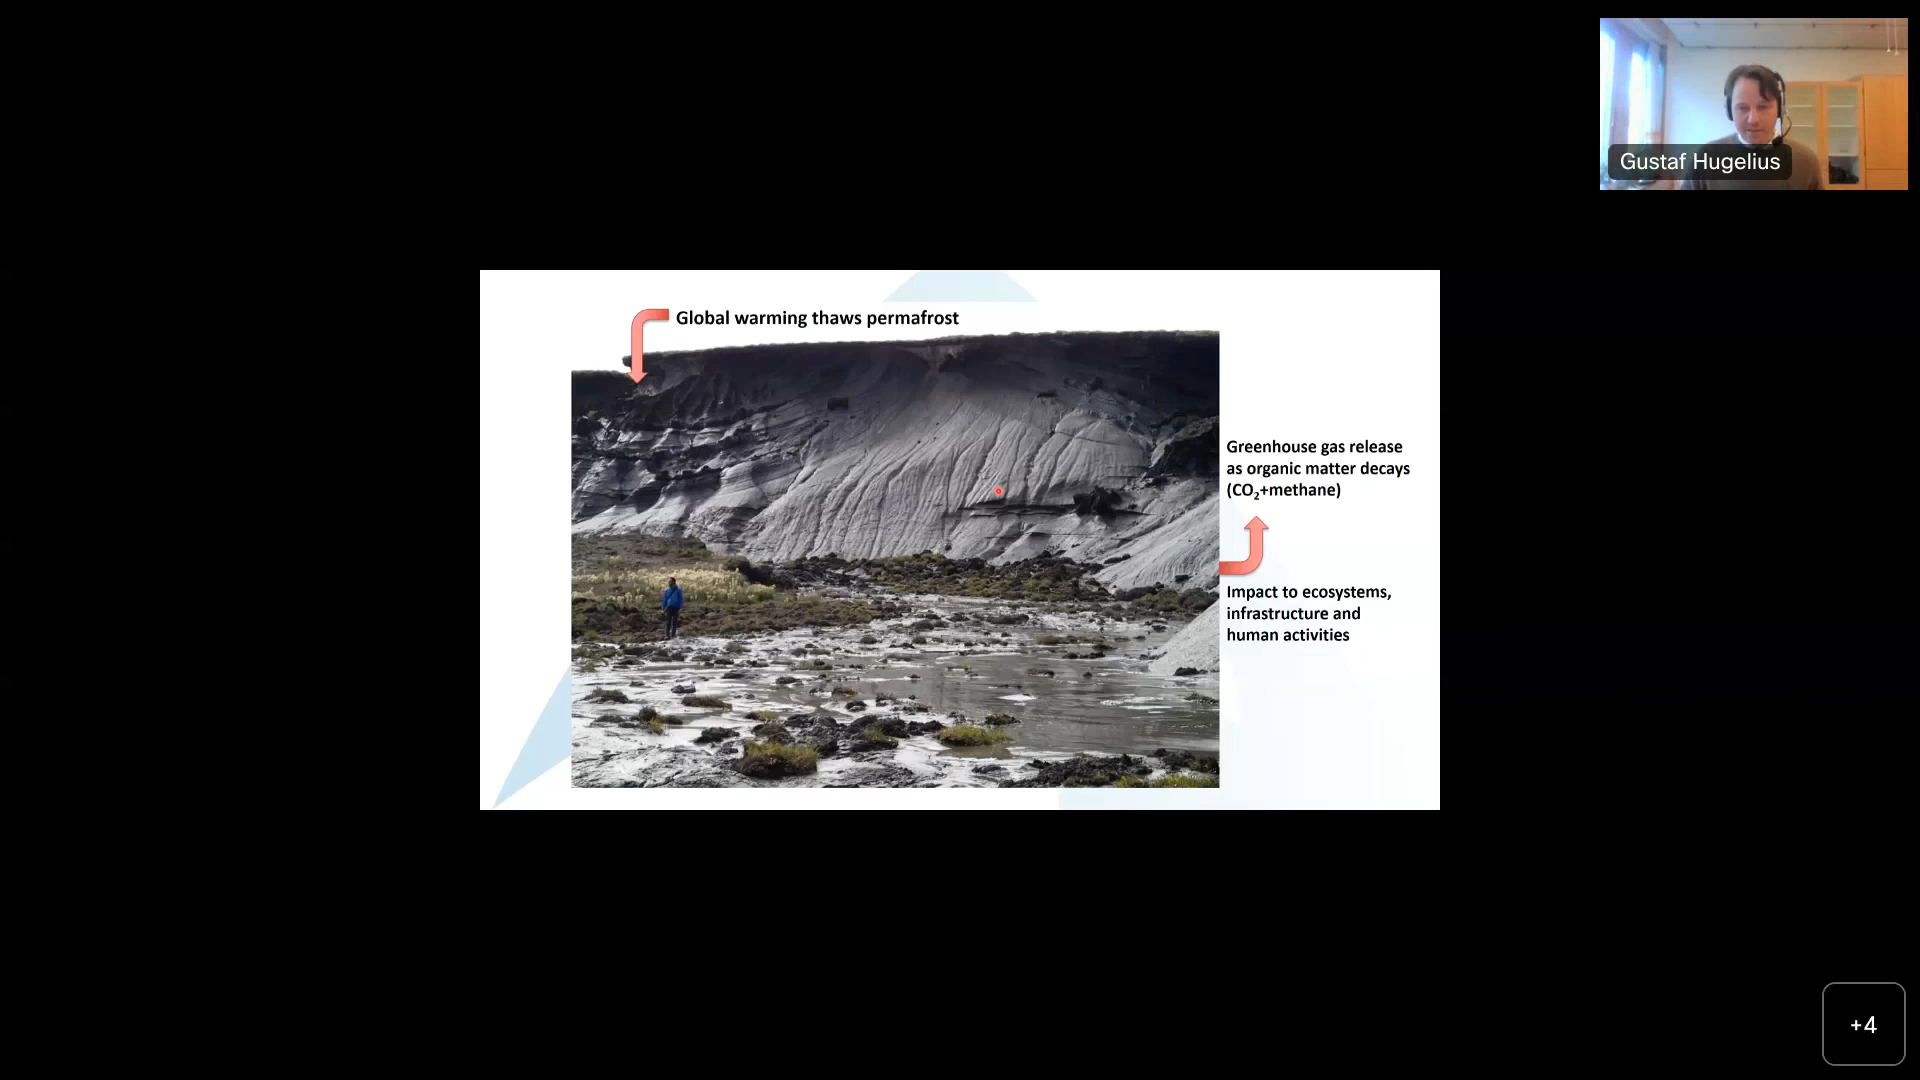 Gustaf Hugelius
Global warming thaws permafrost
Greenhouse gas release
as organic matter decays
(CO₂+methane)
Impact to ecosystems,
infrastructure and
human activities
+4